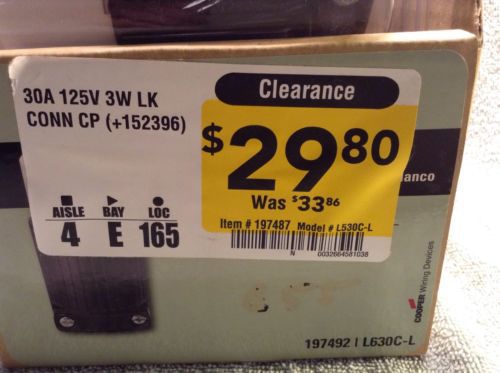 30A 125V 3W LK
CONN CP (+152396)
AISLE BAY LOC
4 E 165
Clearance
$29.80
Was $33.86
Item # 197487 Model # L530C-L
N 0032664581038
lanco
COOPER Wiring Devices
197492 | L630C-L